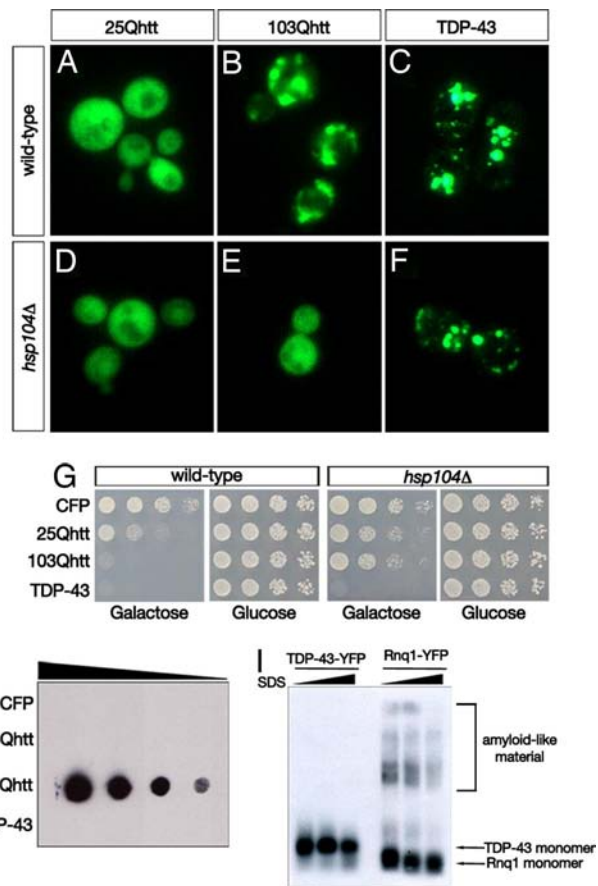 25Qhtt 103Qhtt TDP-43
wild-type
A B C
hsp104Δ
D E F
G wild-type hsp104Δ
CFP
25Qhtt
103Qhtt
TDP-43
Galactose Glucose Galactose Glucose
CFP
Qhtt
Qhtt
P-43
I TDP-43-YFP Rnq1-YFP
SDS
amyloid-like
material
TDP-43 monomer
Rnq1 monomer